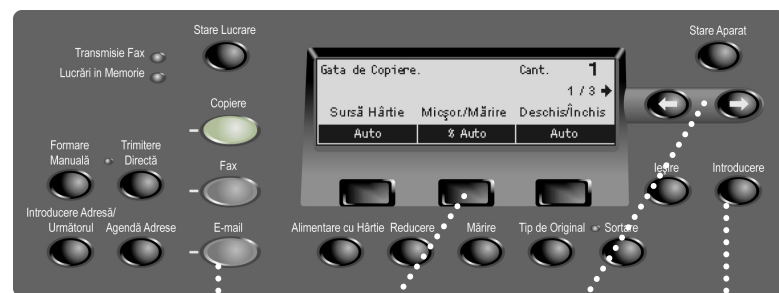 Stare Lucrare
Stare Aparat
Transmisie Fax
Lucrări in Memorie
Gata de Copiere. Cant. 1
1 / 3
Sursă Hârtie Micşor./Mărire Deschis/Închis
Auto % Auto Auto
Copiere
Formare
Manuală
Trimitere
Directă
Fax
Ieşire
Introducere
Introducere Adresă/
Următorul
Agendă Adrese
E-mail
Alimentare cu Hârtie
Reducere
Mărire
Tip de Original
Sortare